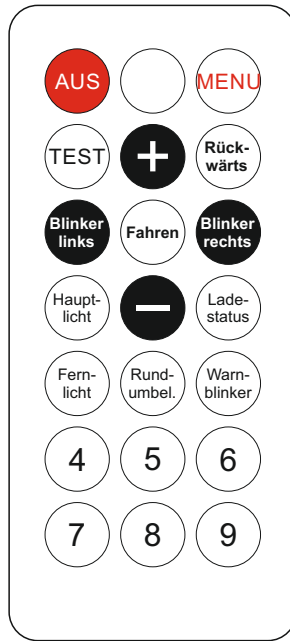 AUS
MENU
TEST
+
Rück-
wärts
Blinker
links
Fahren
Blinker
rechts
Haupt-
licht
−
Lade-
status
Fern-
licht
Rund-
umbel.
Warn-
blinker
4
5
6
7
8
9